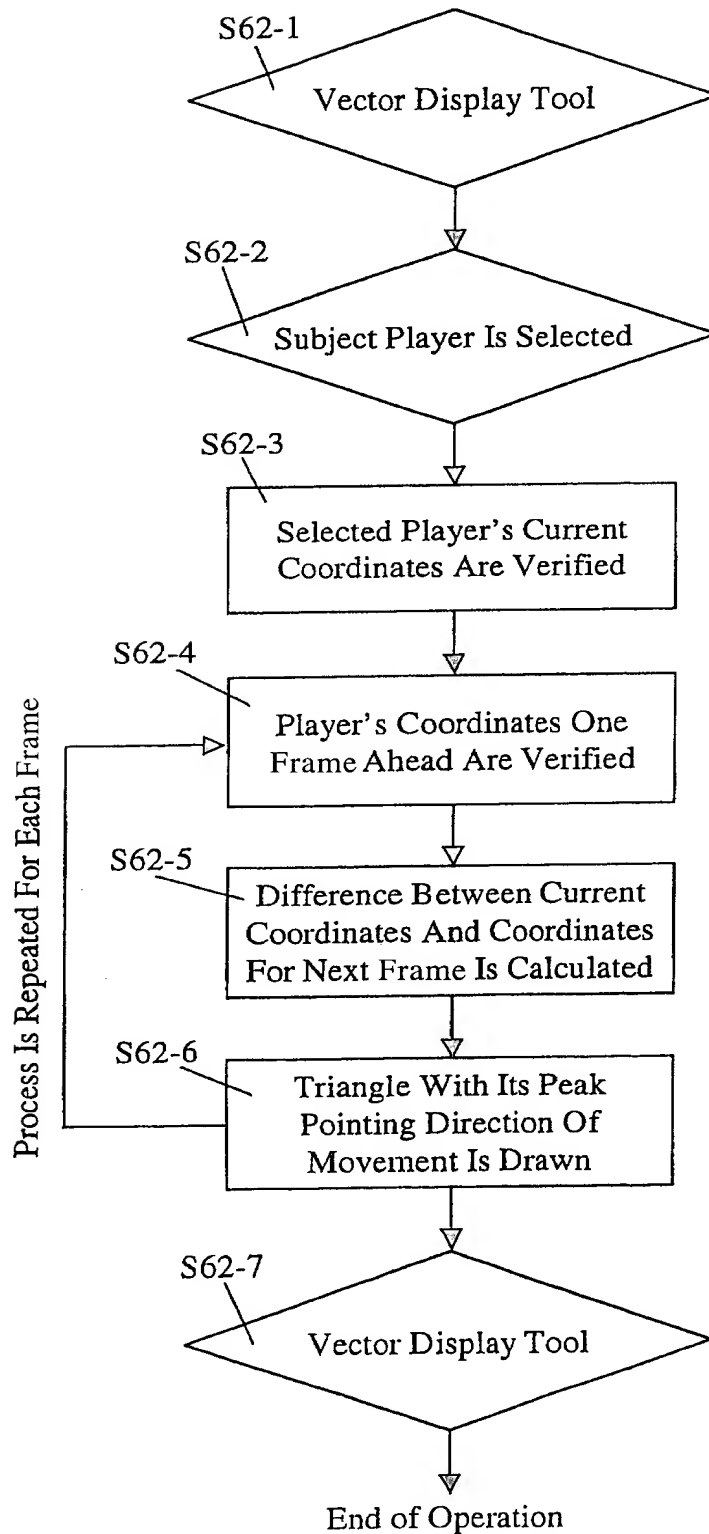 S62-1
Vector Display Tool
S62-2
Subject Player Is Selected
S62-3
Selected Player's Current
Coordinates Are Verified
S62-4
Player's Coordinates One
Frame Ahead Are Verified
Process Is Repeated For Each Frame
S62-5
Difference Between Current
Coordinates And Coordinates
For Next Frame Is Calculated
S62-6
Triangle With Its Peak
Pointing Direction Of
Movement Is Drawn
S62-7
Vector Display Tool
End of Operation